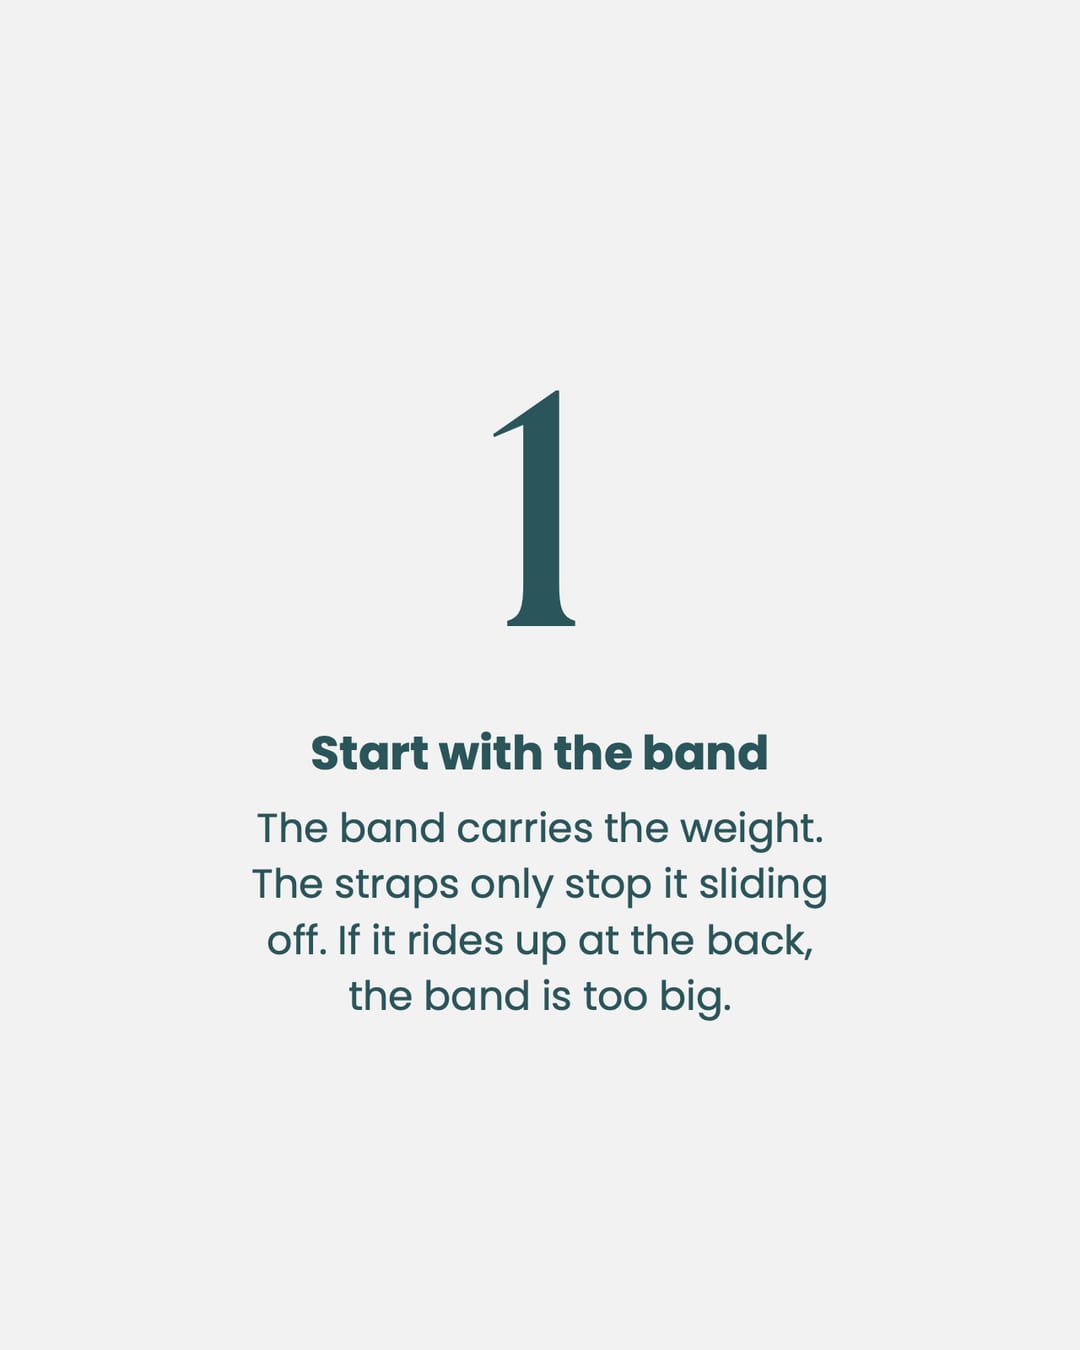 1
Start with the band
The band carries the weight.
The straps only stop it sliding
off. If it rides up at the back,
the band is too big.